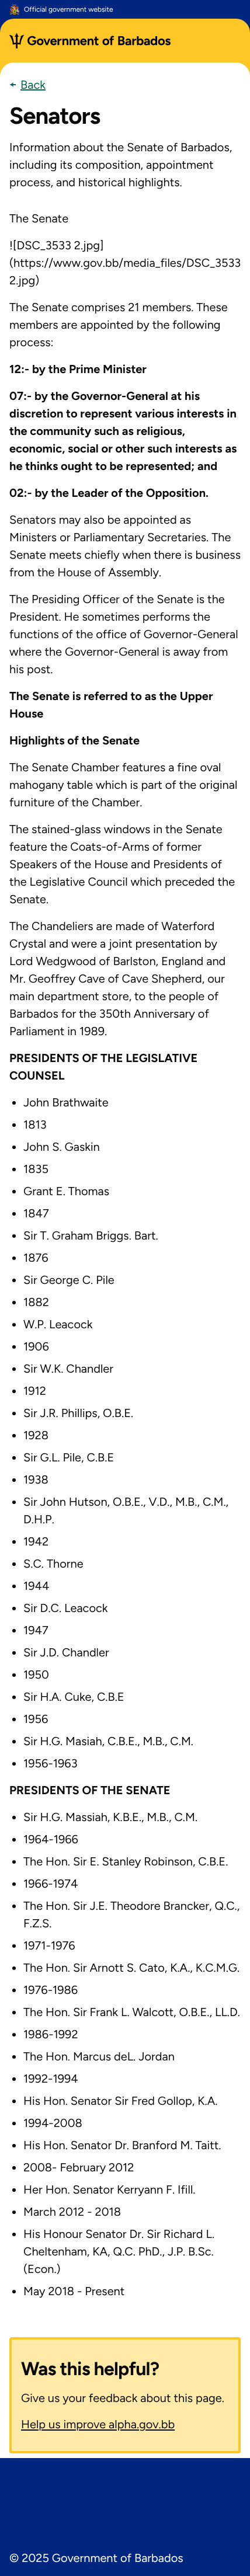 Official government website
Government of Barbados
← Back
Senators
Information about the Senate of Barbados,
including its composition, appointment
process, and historical highlights.
The Senate
![DSC_3533 2.jpg]
(https://www.gov.bb/media_files/DSC_3533
2.jpg)
The Senate comprises 21 members. These
members are appointed by the following
process:
12:- by the Prime Minister
07:- by the Governor-General at his
discretion to represent various interests in
the community such as religious,
economic, social or other such interests as
he thinks ought to be represented; and
02:- by the Leader of the Opposition.
Senators may also be appointed as
Ministers or Parliamentary Secretaries. The
Senate meets chiefly when there is business
from the House of Assembly.
The Presiding Officer of the Senate is the
President. He sometimes performs the
functions of the office of Governor-General
where the Governor-General is away from
his post.
The Senate is referred to as the Upper
House
Highlights of the Senate
The Senate Chamber features a fine oval
mahogany table which is part of the original
furniture of the Chamber.
The stained-glass windows in the Senate
feature the Coats-of-Arms of former
Speakers of the House and Presidents of
the Legislative Council which preceded the
Senate.
The Chandeliers are made of Waterford
Crystal and were a joint presentation by
Lord Wedgwood of Barlston, England and
Mr. Geoffrey Cave of Cave Shepherd, our
main department store, to the people of
Barbados for the 350th Anniversary of
Parliament in 1989.
PRESIDENTS OF THE LEGISLATIVE
COUNSEL
• John Brathwaite
• 1813
• John S. Gaskin
• 1835
• Grant E. Thomas
• 1847
• Sir T. Graham Briggs. Bart.
• 1876
• Sir George C. Pile
• 1882
• W.P. Leacock
• 1906
• Sir W.K. Chandler
• 1912
• Sir J.R. Phillips, O.B.E.
• 1928
• Sir G.L. Pile, C.B.E
• 1938
• Sir John Hutson, O.B.E., V.D., M.B., C.M.,
D.H.P.
• 1942
• S.C. Thorne
• 1944
• Sir D.C. Leacock
• 1947
• Sir J.D. Chandler
• 1950
• Sir H.A. Cuke, C.B.E
• 1956
• Sir H.G. Masiah, C.B.E., M.B., C.M.
• 1956-1963
PRESIDENTS OF THE SENATE
• Sir H.G. Massiah, K.B.E., M.B., C.M.
• 1964-1966
• The Hon. Sir E. Stanley Robinson, C.B.E.
• 1966-1974
• The Hon. Sir J.E. Theodore Brancker, Q.C.,
F.Z.S.
• 1971-1976
• The Hon. Sir Arnott S. Cato, K.A., K.C.M.G.
• 1976-1986
• The Hon. Sir Frank L. Walcott, O.B.E., LL.D.
• 1986-1992
• The Hon. Marcus deL. Jordan
• 1992-1994
• His Hon. Senator Sir Fred Gollop, K.A.
• 1994-2008
• His Hon. Senator Dr. Branford M. Taitt.
• 2008- February 2012
• Her Hon. Senator Kerryann F. Ifill.
• March 2012 - 2018
• His Honour Senator Dr. Sir Richard L.
Cheltenham, KA, Q.C. PhD., J.P. B.Sc.
(Econ.)
• May 2018 - Present
Was this helpful?
Give us your feedback about this page.
Help us improve alpha.gov.bb
© 2025 Government of Barbados